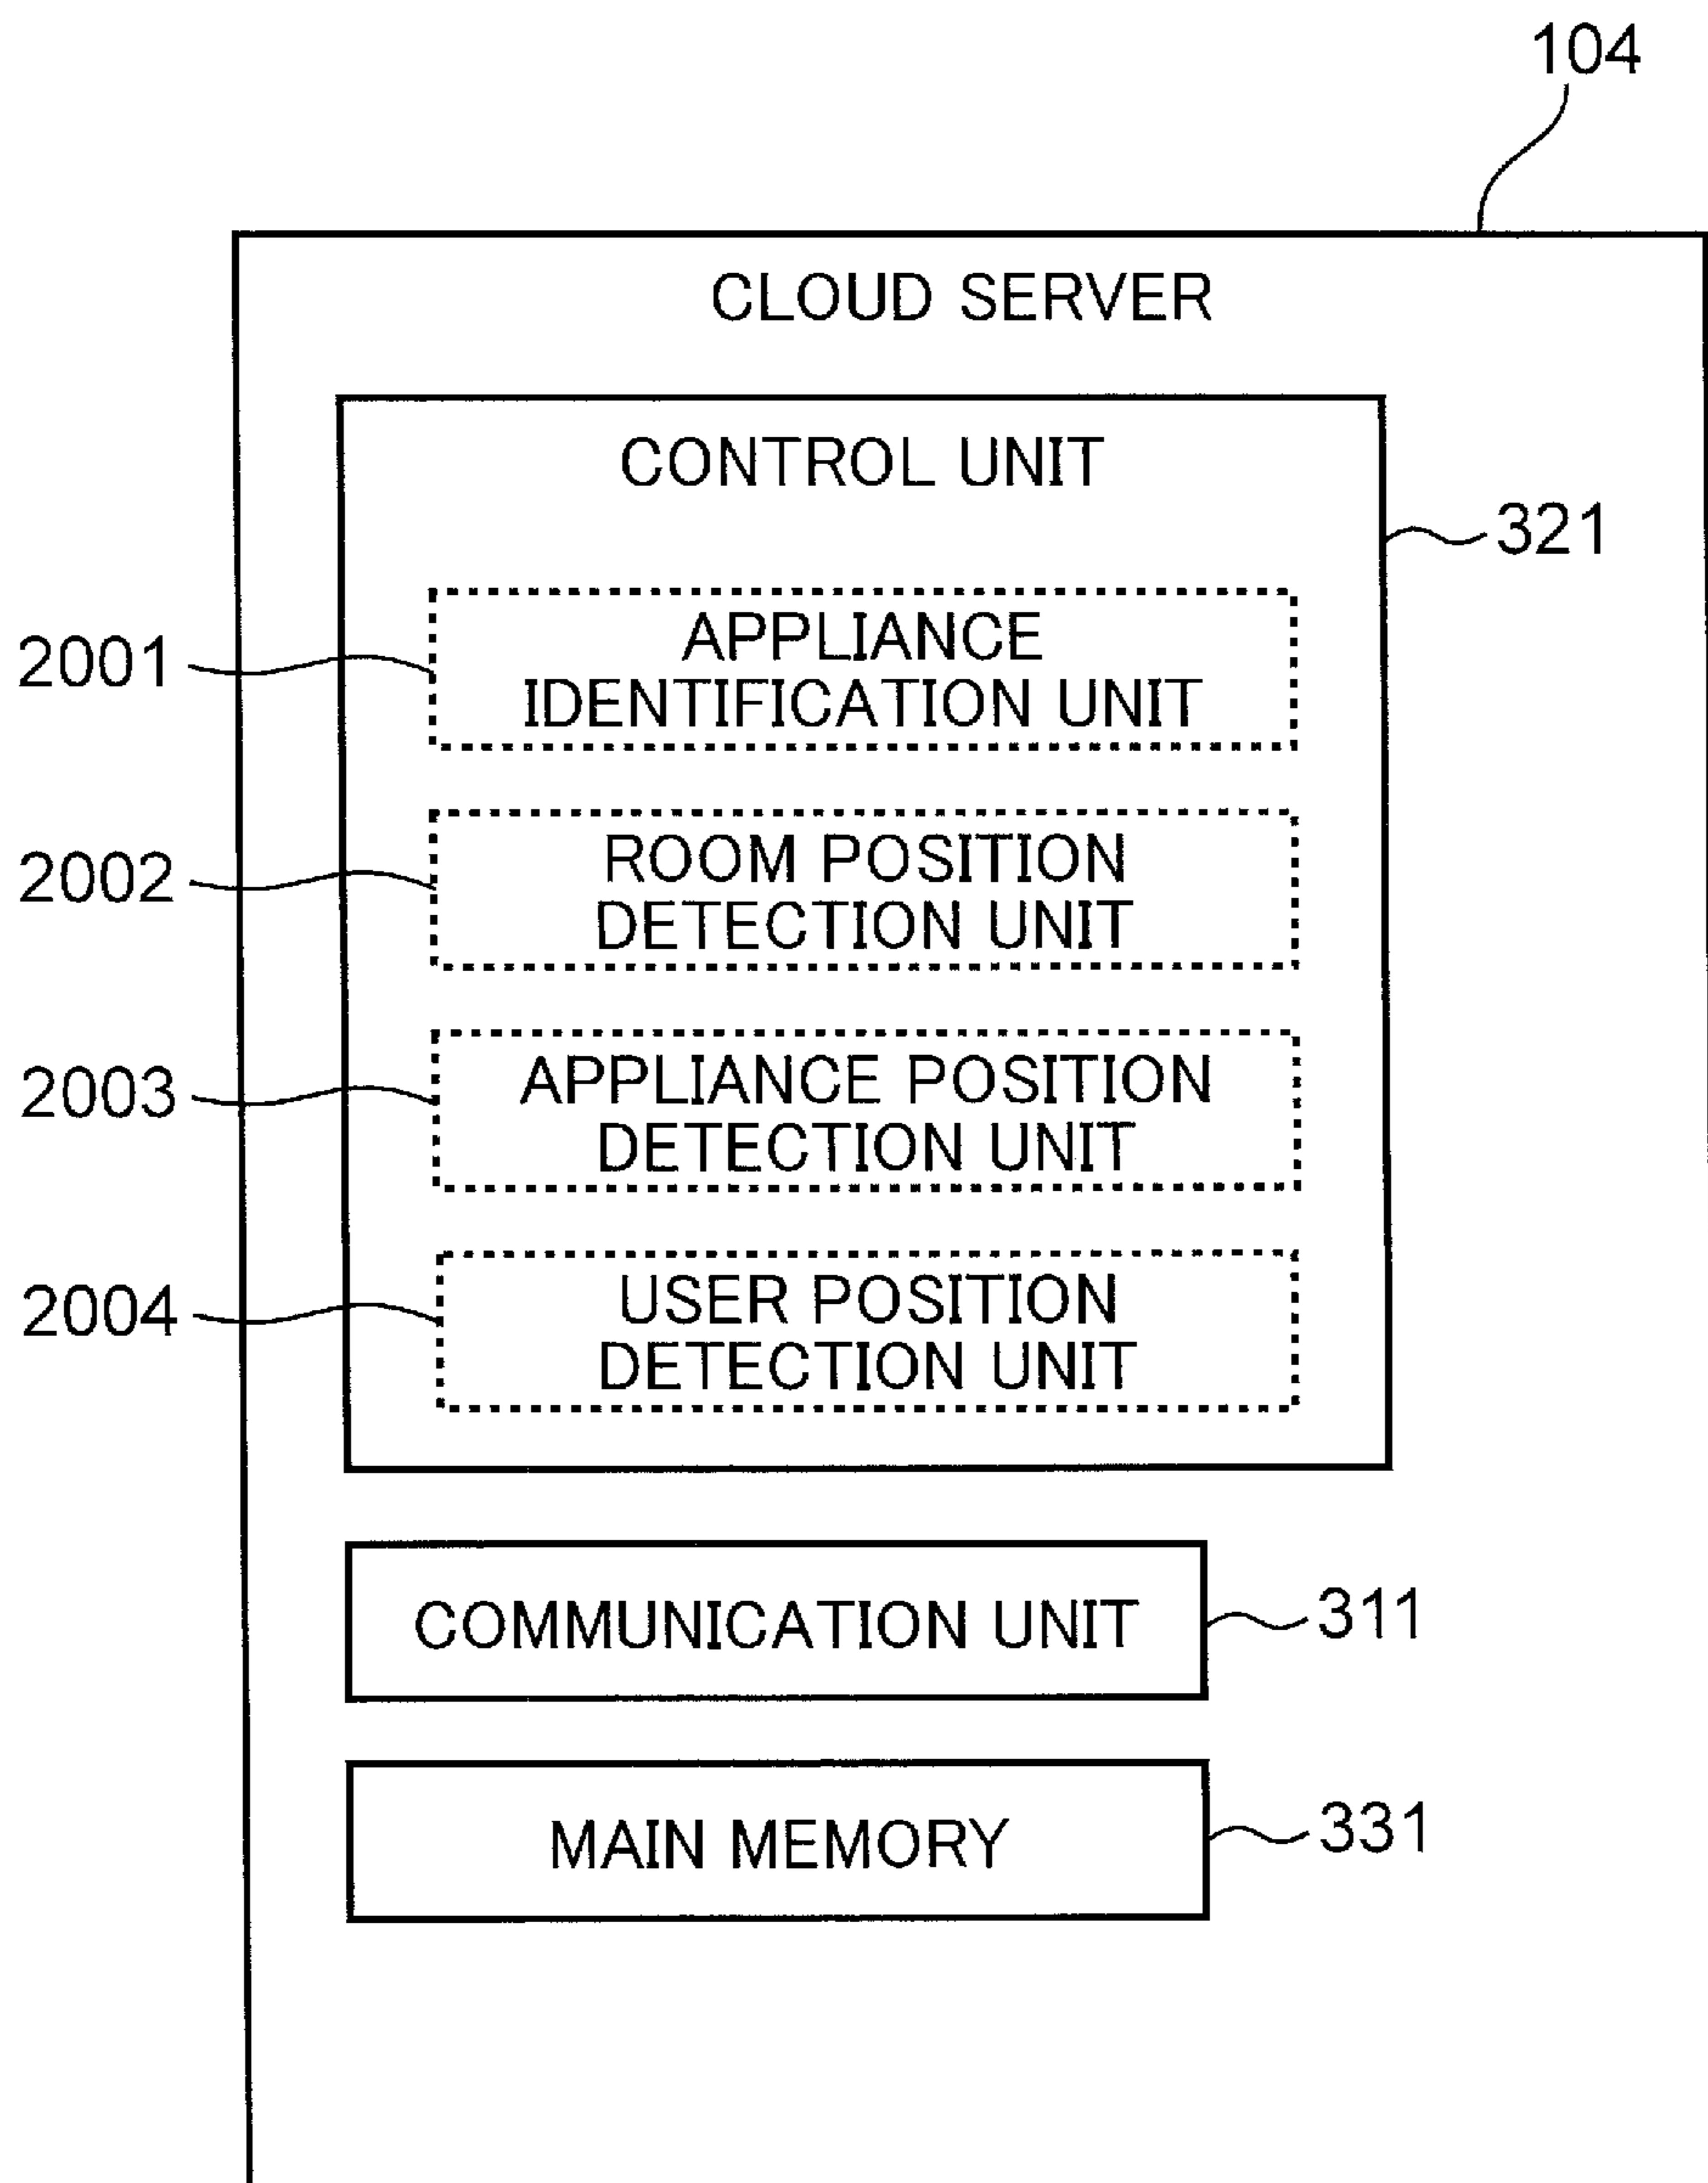 104
CLOUD SERVER
CONTROL UNIT
321
2001
APPLIANCE
IDENTIFICATION UNIT
2002
ROOM POSITION
DETECTION UNIT
2003
APPLIANCE POSITION
DETECTION UNIT
2004
USER POSITION
DETECTION UNIT
COMMUNICATION UNIT
311
MAIN MEMORY
331